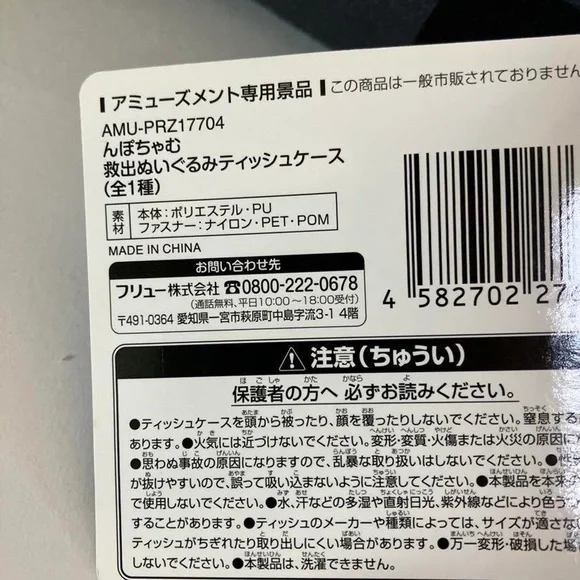 アミューズメント専用景品 この商品は一般市販されておりません
AMU-PRZ17704
んぽちゃむ
救出ぬいぐるみティッシュケース
(全1種)
素材 本体:ポリエステル・PU
ファスナー:ナイロン・PET・POM
MADE IN CHINA
お問い合わせ先
フリュー株式会社 ☎0800-222-0678
(通話無料、平日10:00~18:00受付)
〒491-0364 愛知県一宮市萩原町中島字流3-1 4階
4 582702 27
注意(ちゅうい)
保護者の方へ 必ずお読みください。
●ティッシュケースを頭から被ったり、顔を覆ったりしないでください。窒息する
あります。●火気には近づけないでください。変形・変質・火傷または火災の原因に
●思わぬ事故の原因になりますので、乱暴な取り扱いはしないでください。●
が抜けやすいので、誤って吸い込まないように注意してください。●本製品を本来
で使用しないでください。●水、汗などの多湿や直射日光、紫外線などにより色
することがあります。●ティッシュのメーカーや種類によっては、サイズが適さない
ティッシュがちぎれたり取り出しにくい場合があります。●万一変形・破損した場
しないでください。●本製品は、洗濯できません。